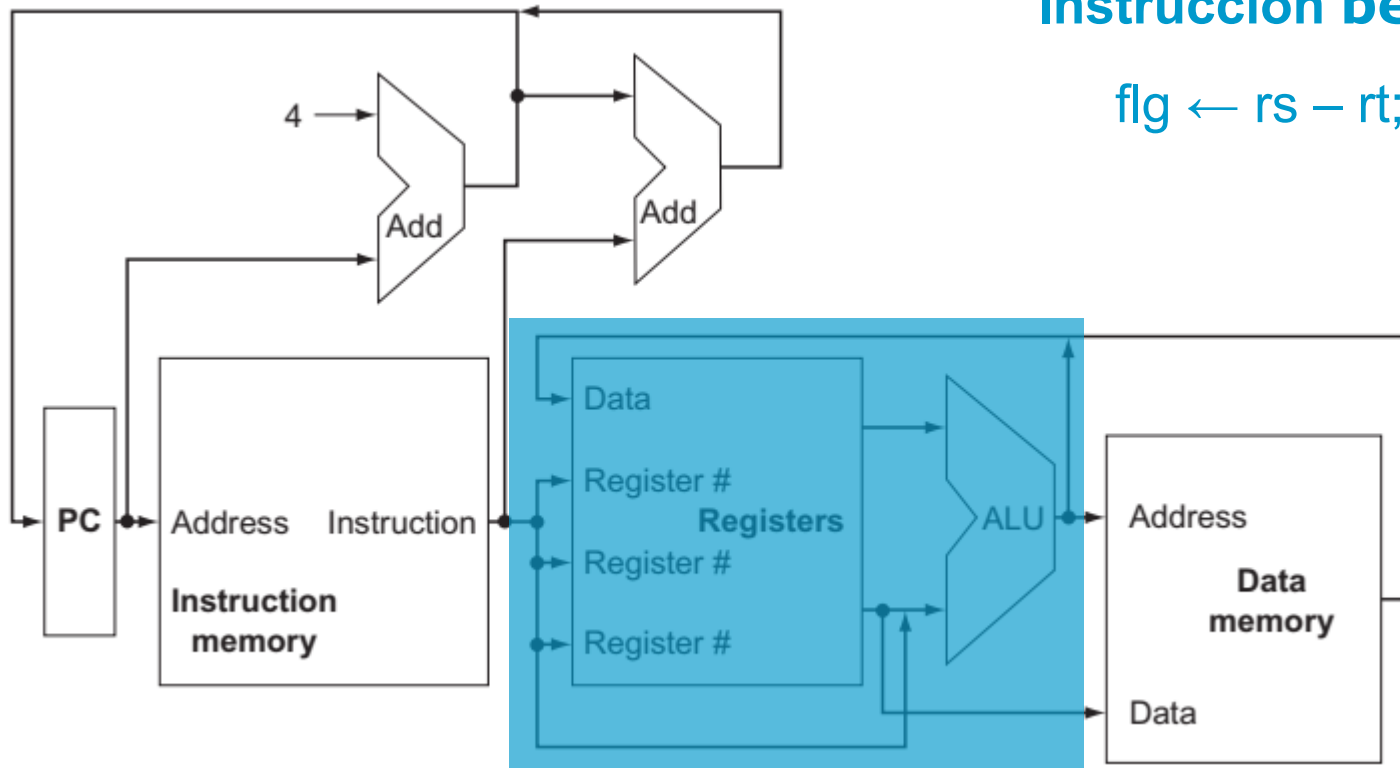 Instrucción be
flg ← rs – rt;
4
Add
Add
Data
Register #
Registers
Register #
Register #
ALU
PC
Address
Instruction
Instruction
memory
Address
Data
memory
Data